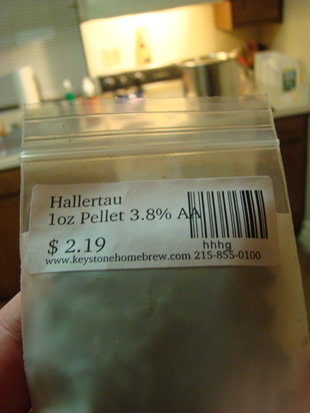 Hallertau
1oz Pellet 3.8% AA
$ 2.19
hhhg
www.keystonehomebrew.com 215-855-0100